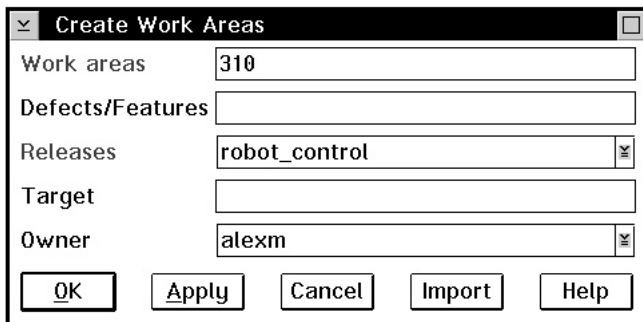 Create Work Areas
Work areas 310
Defects/Features
Releases robot_control
Target
Owner alexm
OK Apply Cancel Import Help